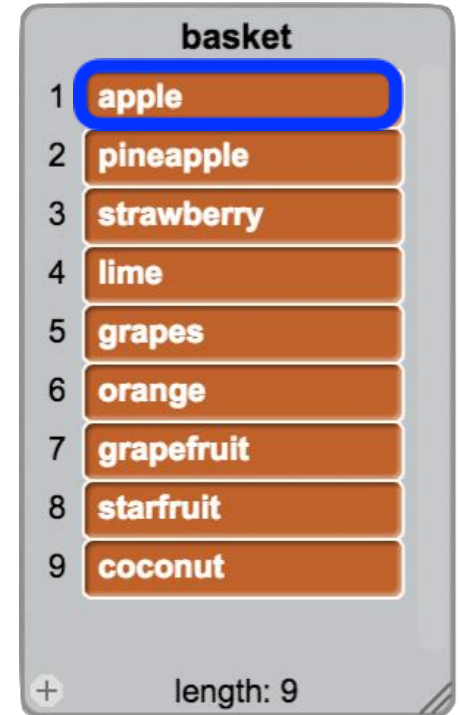 basket
1 apple
2 pineapple
3 strawberry
4 lime
5 grapes
6 orange
7 grapefruit
8 starfruit
9 coconut
+ length: 9